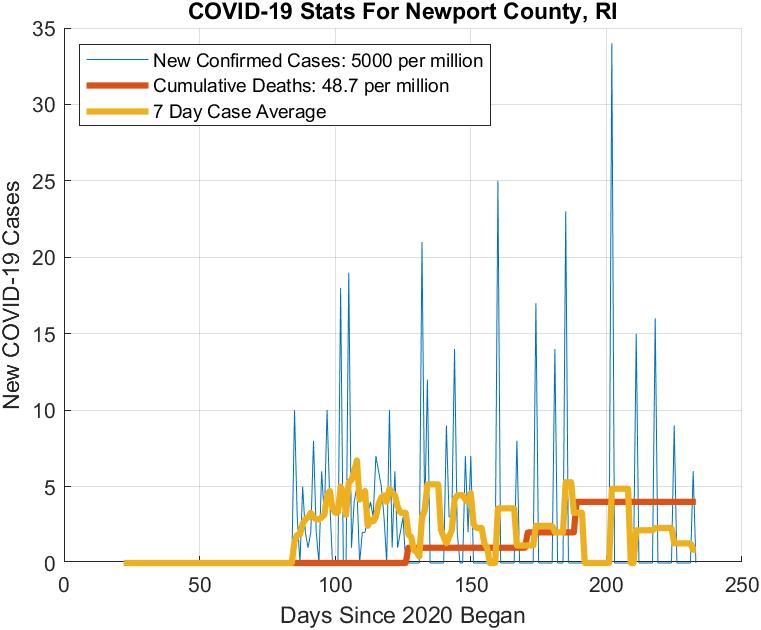 COVID-19 Stats For Newport County, RI
New Confirmed Cases: 5000 per million
Cumulative Deaths: 48.7 per million
7 Day Case Average
New COVID-19 Cases
35
30
25
20
15
10
5
0
0 50 100 150 200 250
Days Since 2020 Began